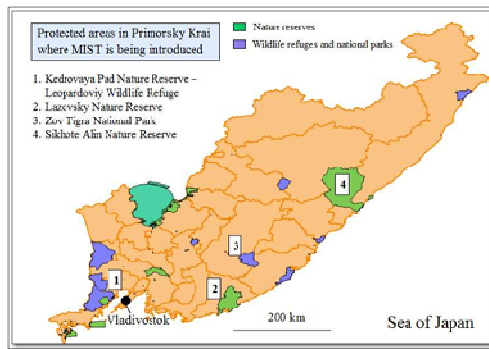 Protected areas in Primorsky Krai
where MIST is being introduced
Nature reserves
Wildlife refuges and national parks
1. Kedrovaya Pad Nature Reserve –
Leopardoviy Wildlife Refuge
2. Lazovsky Nature Reserve
3. Zov Tigra National Park
4. Sikhote Alin Nature Reserve
4
3
1
2
Vladivostok
200 km
Sea of Japan